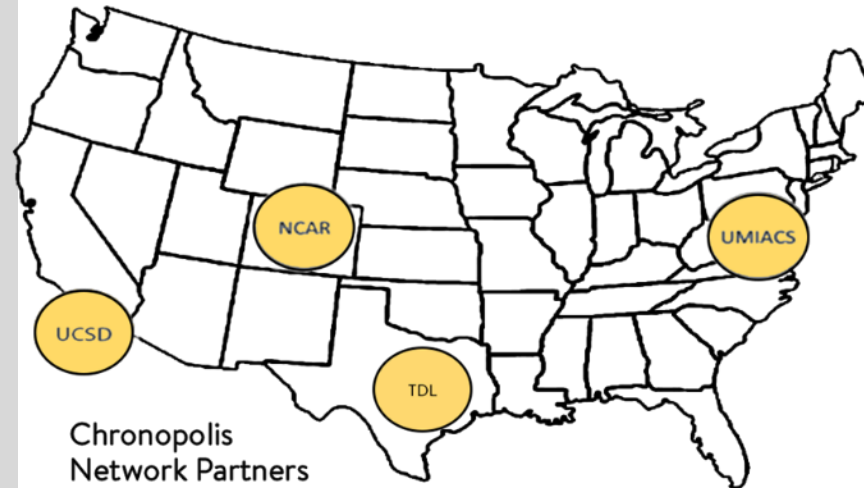 NCAR
UMIACS
UCSD
TDL
Chronopolis
Network Partners